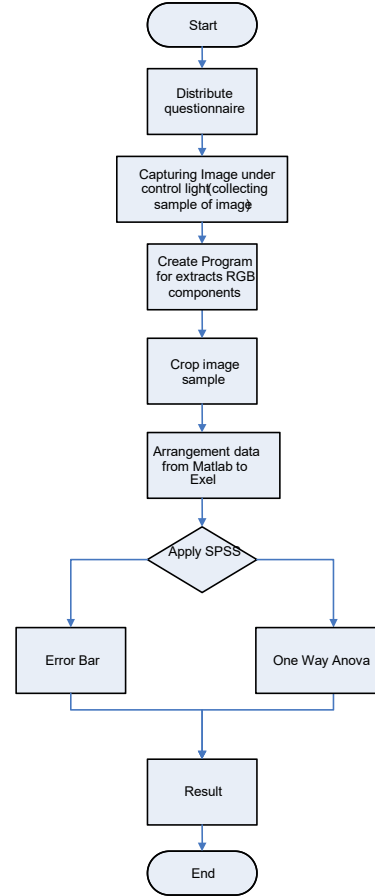 Start
Distribute
questionnaire
Capturing Image under
control light(collecting
sample of image)
Create Program
for extracts RGB
components
Crop image
sample
Arrangement data
from Matlab to
Exel
Apply SPSS
Error Bar
One Way Anova
Result
End